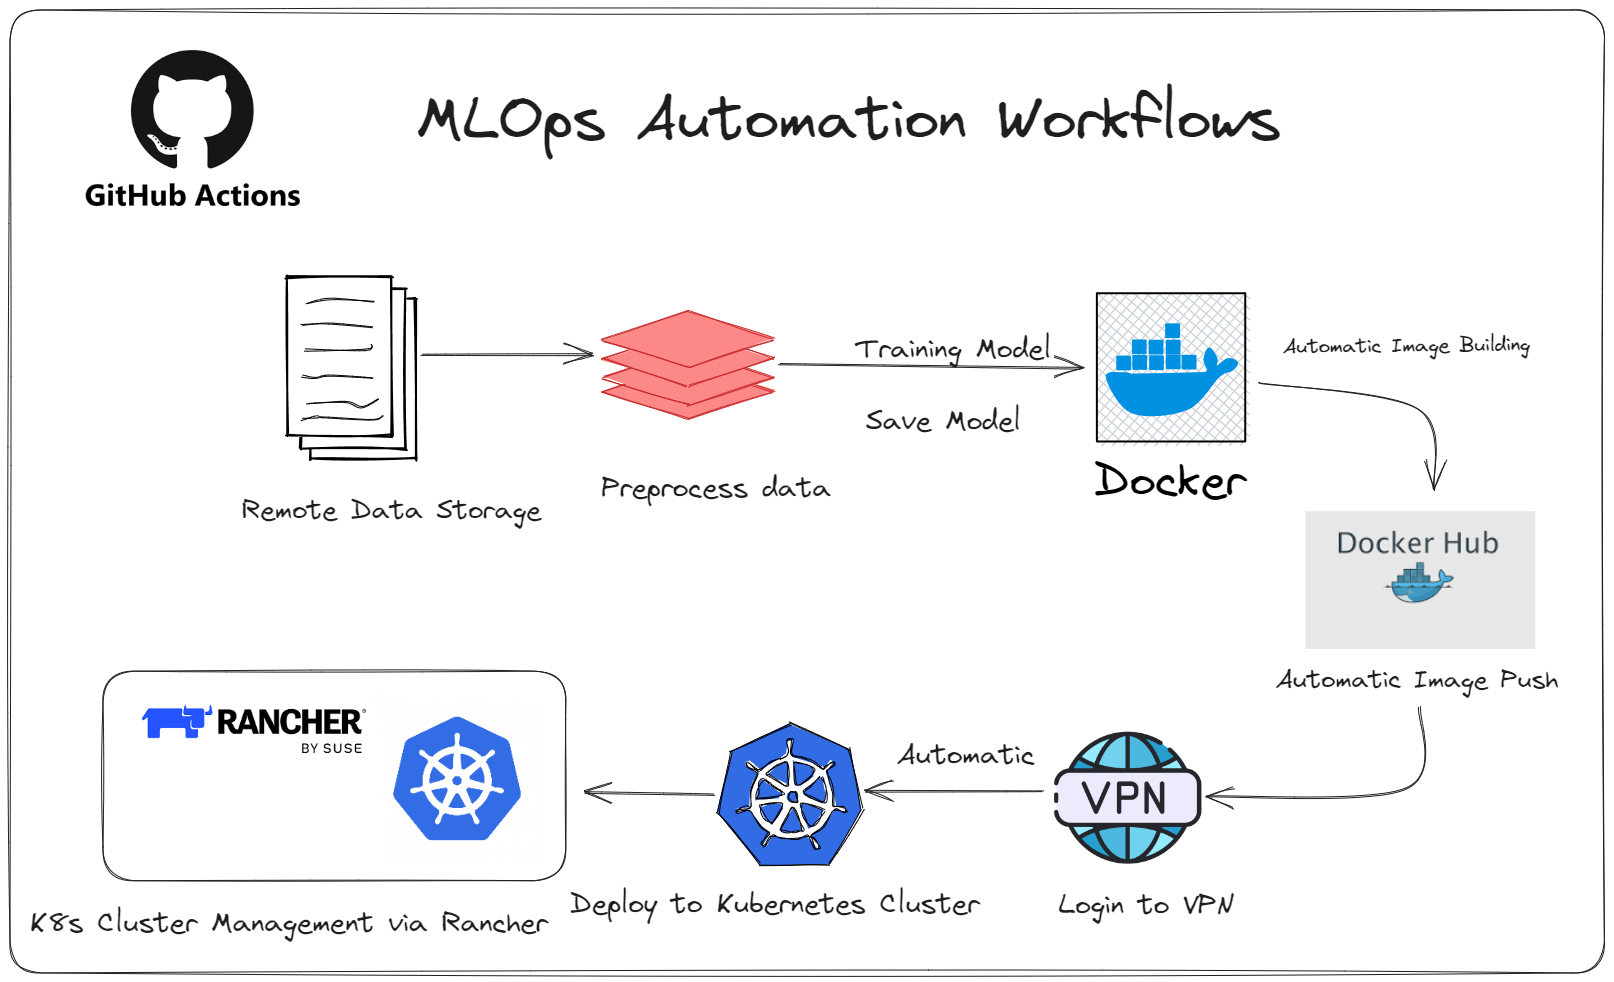 MLOps Automation Workflows
GitHub Actions
Training Model
Automatic Image Building
Save Model
Docker
Preprocess data
Remote Data Storage
Docker Hub
Automatic Image Push
RANCHER®
BY SUSE
Automatic
VPN
Deploy to Kubernetes Cluster
Login to VPN
K8s Cluster Management via Rancher